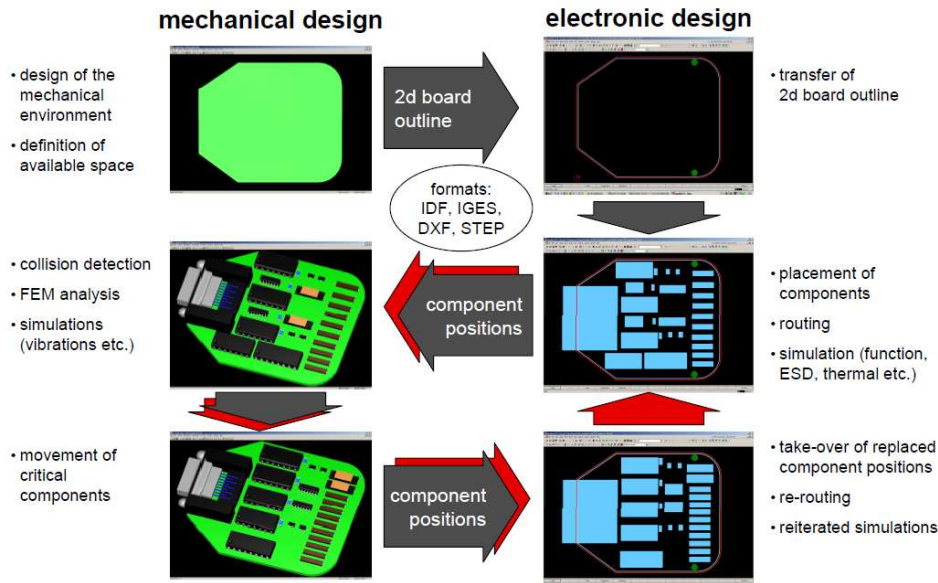 mechanical design
electronic design
• design of the
mechanical
environment
• definition of
available space
2d board
outline
• transfer of
2d board outline
formats:
IDF, IGES,
DXF, STEP
• collision detection
• FEM analysis
• simulations
(vibrations etc.)
component
positions
• placement of
components
• routing
• simulation (function,
ESD, thermal etc.)
• movement of
critical
components
component
positions
• take-over of replaced
component positions
• re-routing
• reiterated simulations